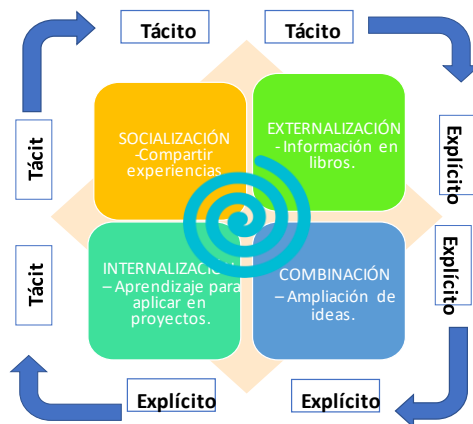 Tácito
Tácito
SOCIALIZACIÓN
-Compartir
experiencias
EXTERNALIZACIÓN
- Información en
libros.
Tácit
Explícito
INTERNALIZACIÓN
– Aprendizaje para
aplicar en
proyectos.
COMBINACIÓN
– Ampliación de
ideas.
Tácit
Explícito
Explícito
Explícito